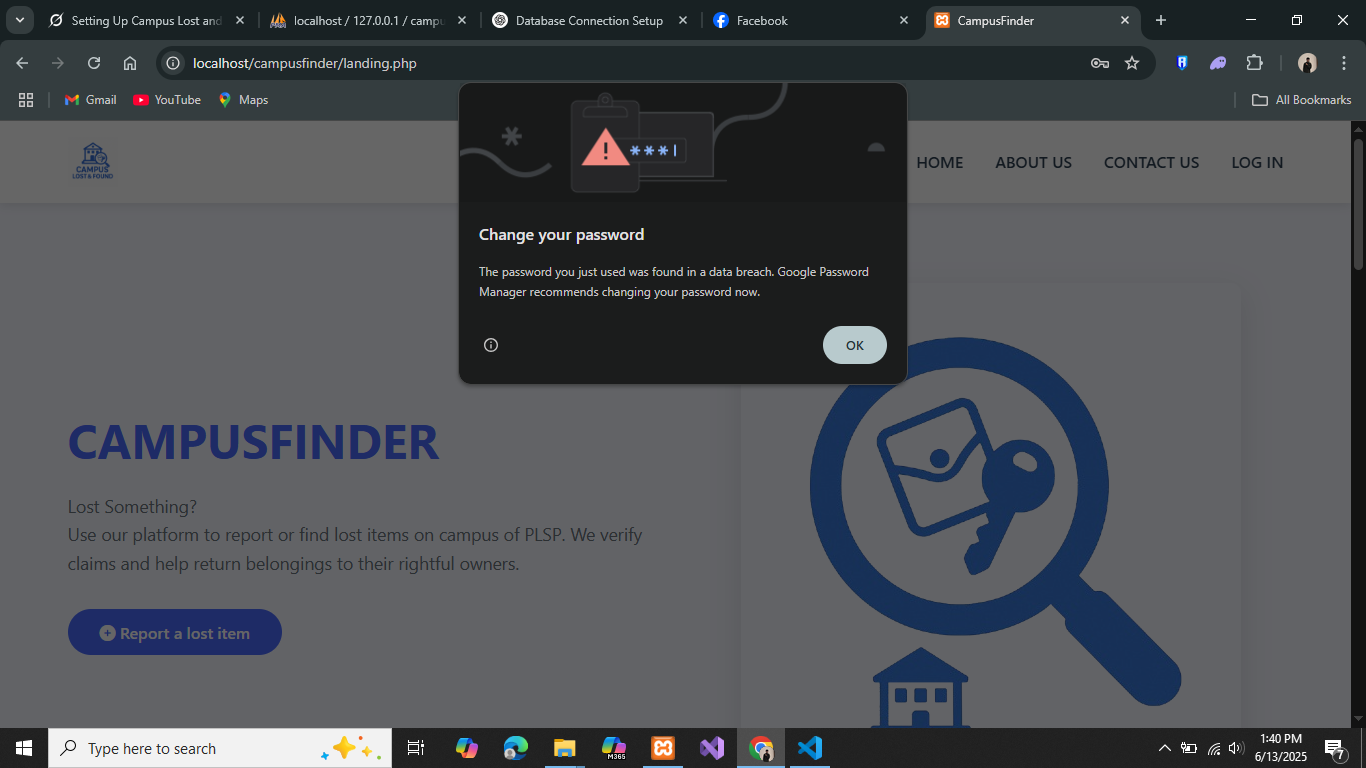 Setting Up Campus Lost and
localhost / 127.0.0.1 / campu
Database Connection Setup
Facebook
CampusFinder
localhost/campusfinder/landing.php
Gmail
YouTube
Maps
All Bookmarks
CAMPUS
LOST & FOUND
HOME
ABOUT US
CONTACT US
LOG IN
***|
Change your password
The password you just used was found in a data breach. Google Password
Manager recommends changing your password now.
OK
CAMPUSFINDER
Lost Something?
Use our platform to report or find lost items on campus of PLSP. We verify
claims and help return belongings to their rightful owners.
Report a lost item
Type here to search
M365
1:40 PM
6/13/2025
7